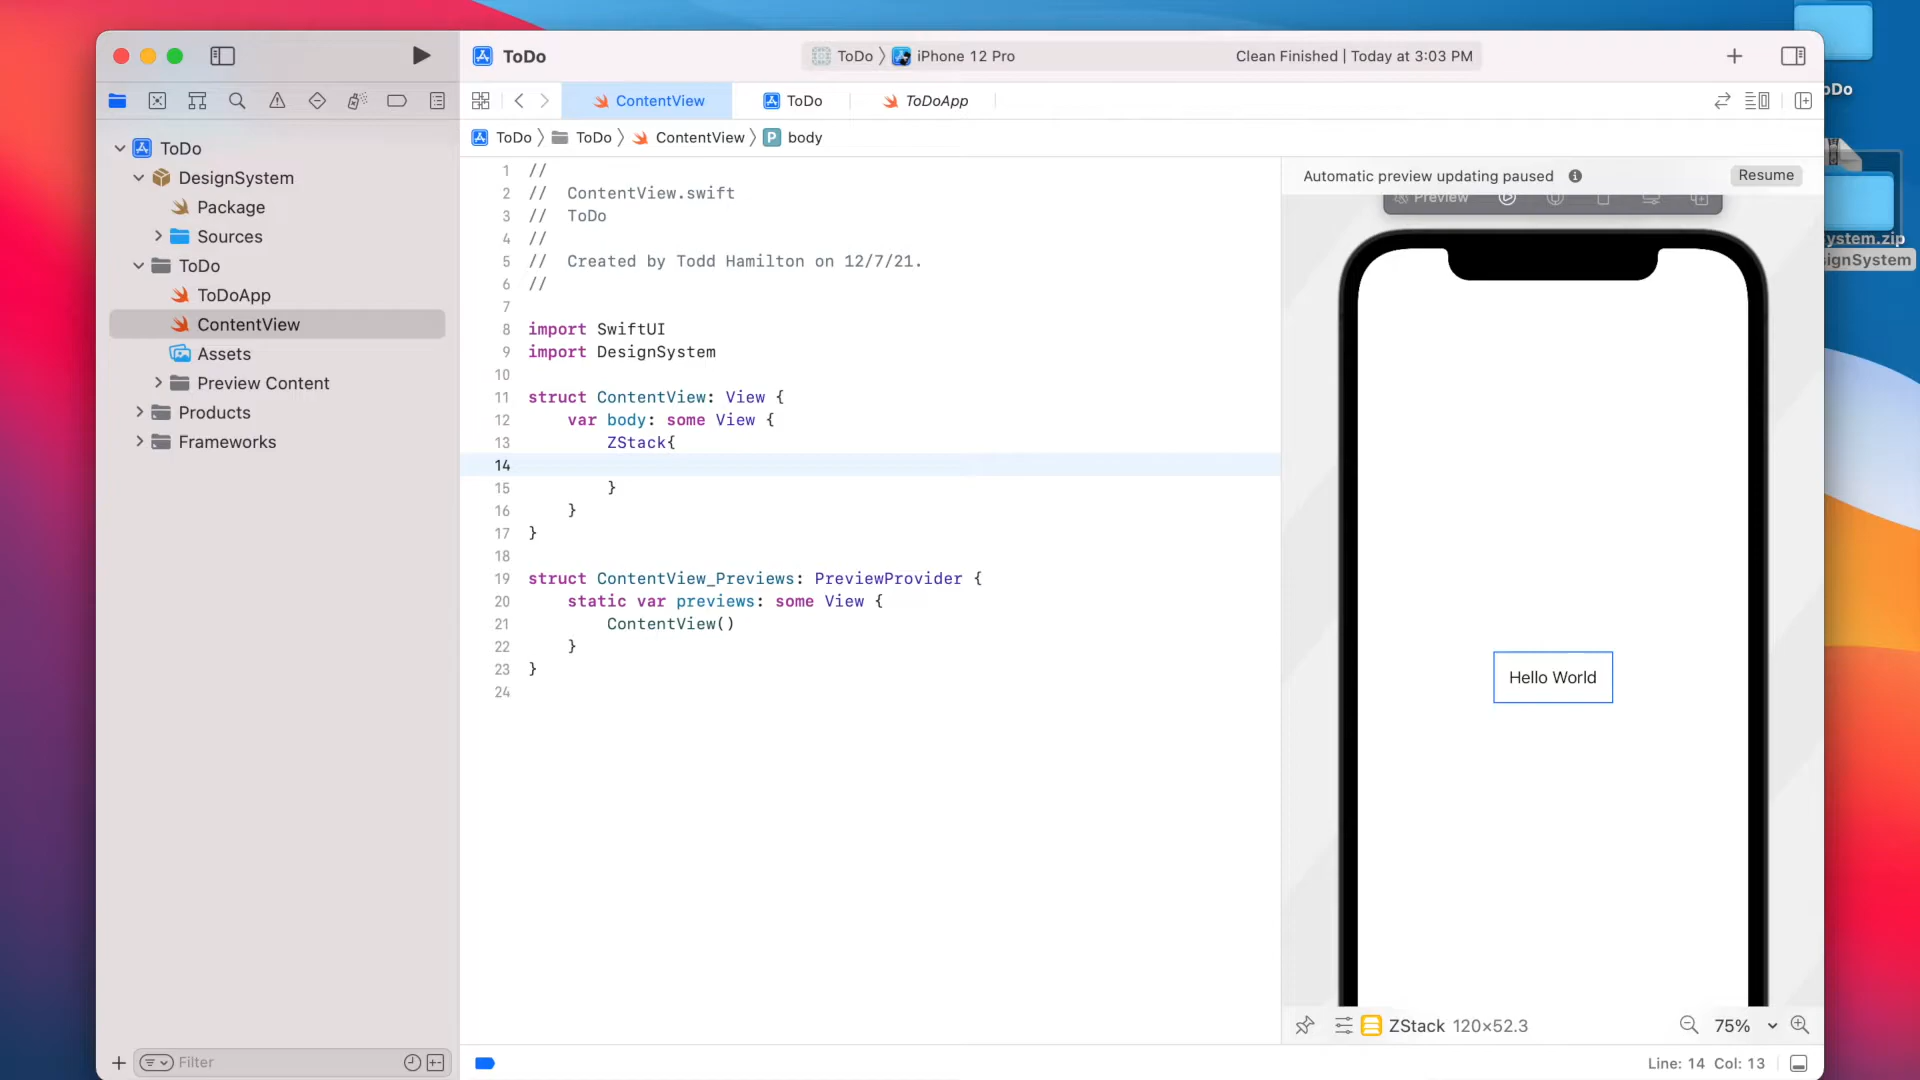 ToDo
ToDo
iPhone 12 Pro
Clean Finished | Today at 3:03 PM
oDo
ContentView
ToDo
ToDoApp
ToDo
ToDo
ContentView
P
body
ToDo
DesignSystem
Package
Sources
ToDo
ToDoApp
ContentView
Assets
Preview Content
Products
Frameworks
1 //
2 //  ContentView.swift
3 //  ToDo
4 //
5 //  Created by Todd Hamilton on 12/7/21.
6 //
7
8 import SwiftUI
9 import DesignSystem
10
11 struct ContentView: View {
12     var body: some View {
13         ZStack{
14
15         }
16     }
17 }
18
19 struct ContentView_Previews: PreviewProvider {
20     static var previews: some View {
21         ContentView()
22     }
23 }
24
Automatic preview updating paused
Resume
Preview
ystem.zip
signSystem
Hello World
ZStack 120×52.3
75%
Filter
Line: 14 Col: 13